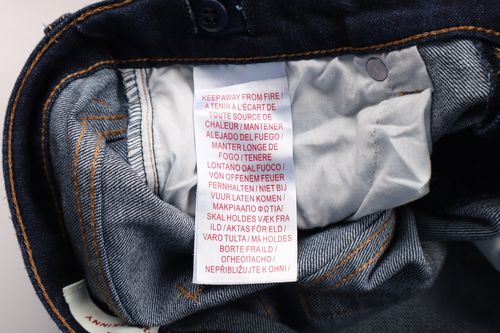 KEEP AWAY FROM FIRE /
A TENIR A L'ÉCART DE
TOUTE SOURCE DE
CHALEUR / MANTENER
ALEJADO DEL FUEGO /
MANTER LONGE DE
FOGO / TENERE
LONTANO DAL FUOCO /
VON OFFENEM FEUER
FERNHALTEN / NIET BIJ
VUUR LATEN KOMEN /
ΜΑΚΡΙΑΑΠΟ ΦΩΤΙΑ/
SKAL HOLDES VÆK FRA
ILD / AKTAS FÖR ELD /
VARO TULTA / MA HOLDES
BORTE FRA ILD /
ОГНЕОПАСНО /
NEPŘIBLIŽUJTE K OHNI /